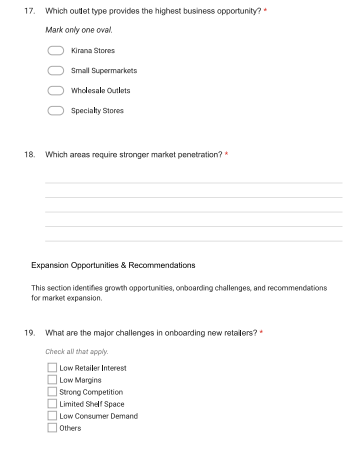 17. Which outlet type provides the highest business opportunity? *
Mark only one oval.
Kirana Stores
Small Supermarkets
Wholesale Outlets
Specialty Stores
18. Which areas require stronger market penetration? *
Expansion Opportunities & Recommendations
This section identifies growth opportunities, onboarding challenges, and recommendations
for market expansion.
19. What are the major challenges in onboarding new retailers? *
Check all that apply.
Low Retailer Interest
Low Margins
Strong Competition
Limited Shelf Space
Low Consumer Demand
Others